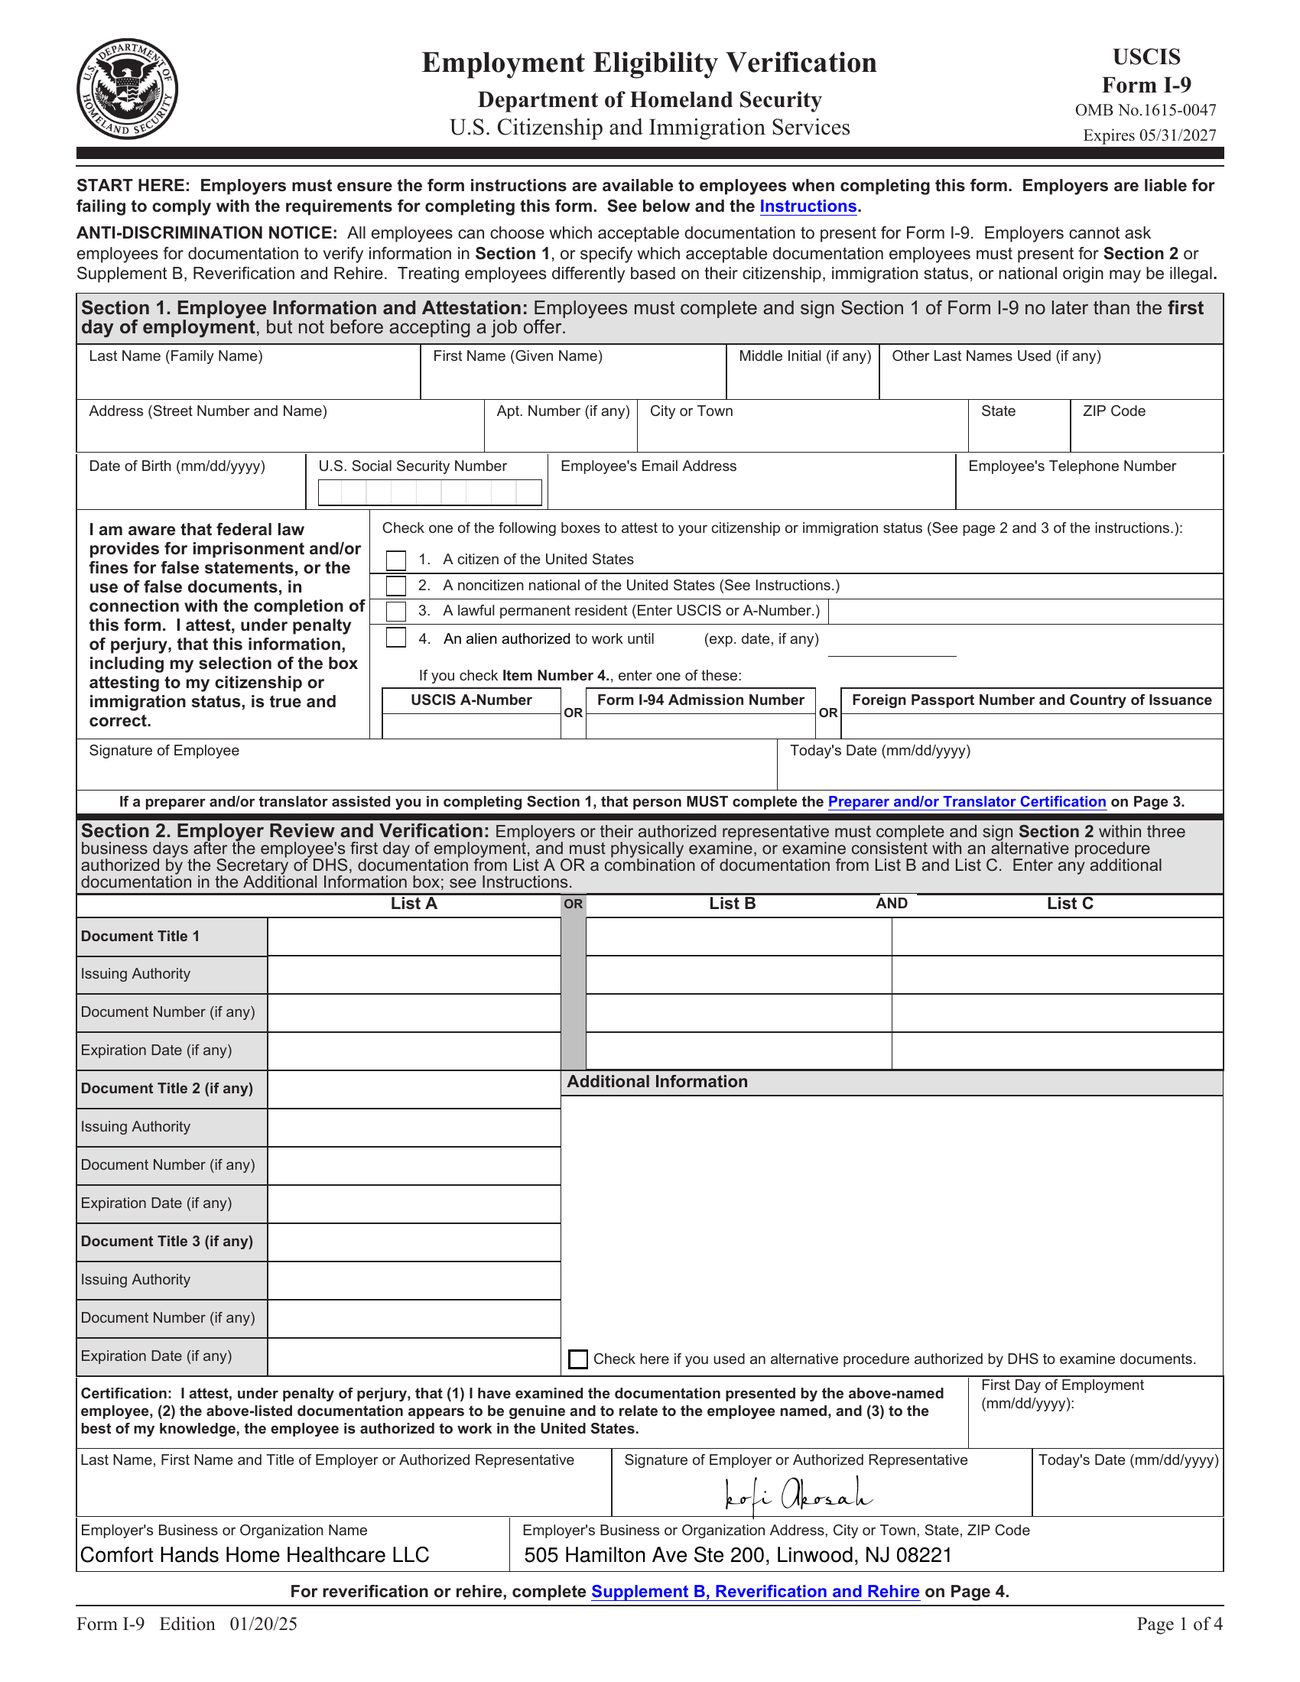 U.S. DEPARTMENT OF HOMELAND SECURITY
Employment Eligibility Verification
Department of Homeland Security
U.S. Citizenship and Immigration Services
USCIS
Form I-9
OMB No.1615-0047
Expires 05/31/2027
START HERE: Employers must ensure the form instructions are available to employees when completing this form. Employers are liable for
failing to comply with the requirements for completing this form. See below and the Instructions.
ANTI-DISCRIMINATION NOTICE: All employees can choose which acceptable documentation to present for Form I-9. Employers cannot ask
employees for documentation to verify information in Section 1, or specify which acceptable documentation employees must present for Section 2 or
Supplement B, Reverification and Rehire. Treating employees differently based on their citizenship, immigration status, or national origin may be illegal.
Section 1. Employee Information and Attestation: Employees must complete and sign Section 1 of Form I-9 no later than the first
day of employment, but not before accepting a job offer.
Last Name (Family Name) First Name (Given Name) Middle Initial (if any) Other Last Names Used (if any)
Address (Street Number and Name) Apt. Number (if any) City or Town State ZIP Code
Date of Birth (mm/dd/yyyy) U.S. Social Security Number Employee's Email Address Employee's Telephone Number
I am aware that federal law
provides for imprisonment and/or
fines for false statements, or the
use of false documents, in
connection with the completion of
this form. I attest, under penalty
of perjury, that this information,
including my selection of the box
attesting to my citizenship or
immigration status, is true and
correct.
Check one of the following boxes to attest to your citizenship or immigration status (See page 2 and 3 of the instructions.):
1. A citizen of the United States
2. A noncitizen national of the United States (See Instructions.)
3. A lawful permanent resident (Enter USCIS or A-Number.)
4. An alien authorized to work until (exp. date, if any)
If you check Item Number 4., enter one of these:
USCIS A-Number OR Form I-94 Admission Number OR Foreign Passport Number and Country of Issuance
Signature of Employee Today's Date (mm/dd/yyyy)
If a preparer and/or translator assisted you in completing Section 1, that person MUST complete the Preparer and/or Translator Certification on Page 3.
Section 2. Employer Review and Verification: Employers or their authorized representative must complete and sign Section 2 within three
business days after the employee's first day of employment, and must physically examine, or examine consistent with an alternative procedure
authorized by the Secretary of DHS, documentation from List A OR a combination of documentation from List B and List C. Enter any additional
documentation in the Additional Information box; see Instructions.
List A OR List B AND List C
Document Title 1
Issuing Authority
Document Number (if any)
Expiration Date (if any)
Document Title 2 (if any)
Additional Information
Issuing Authority
Document Number (if any)
Expiration Date (if any)
Document Title 3 (if any)
Issuing Authority
Document Number (if any)
Expiration Date (if any)
Check here if you used an alternative procedure authorized by DHS to examine documents.
Certification: I attest, under penalty of perjury, that (1) I have examined the documentation presented by the above-named
employee, (2) the above-listed documentation appears to be genuine and to relate to the employee named, and (3) to the
best of my knowledge, the employee is authorized to work in the United States.
First Day of Employment
(mm/dd/yyyy):
Last Name, First Name and Title of Employer or Authorized Representative Signature of Employer or Authorized Representative Today's Date (mm/dd/yyyy)
kofi Akosah
Employer's Business or Organization Name Employer's Business or Organization Address, City or Town, State, ZIP Code
Comfort Hands Home Healthcare LLC 505 Hamilton Ave Ste 200, Linwood, NJ 08221
For reverification or rehire, complete Supplement B, Reverification and Rehire on Page 4.
Form I-9 Edition 01/20/25 Page 1 of 4